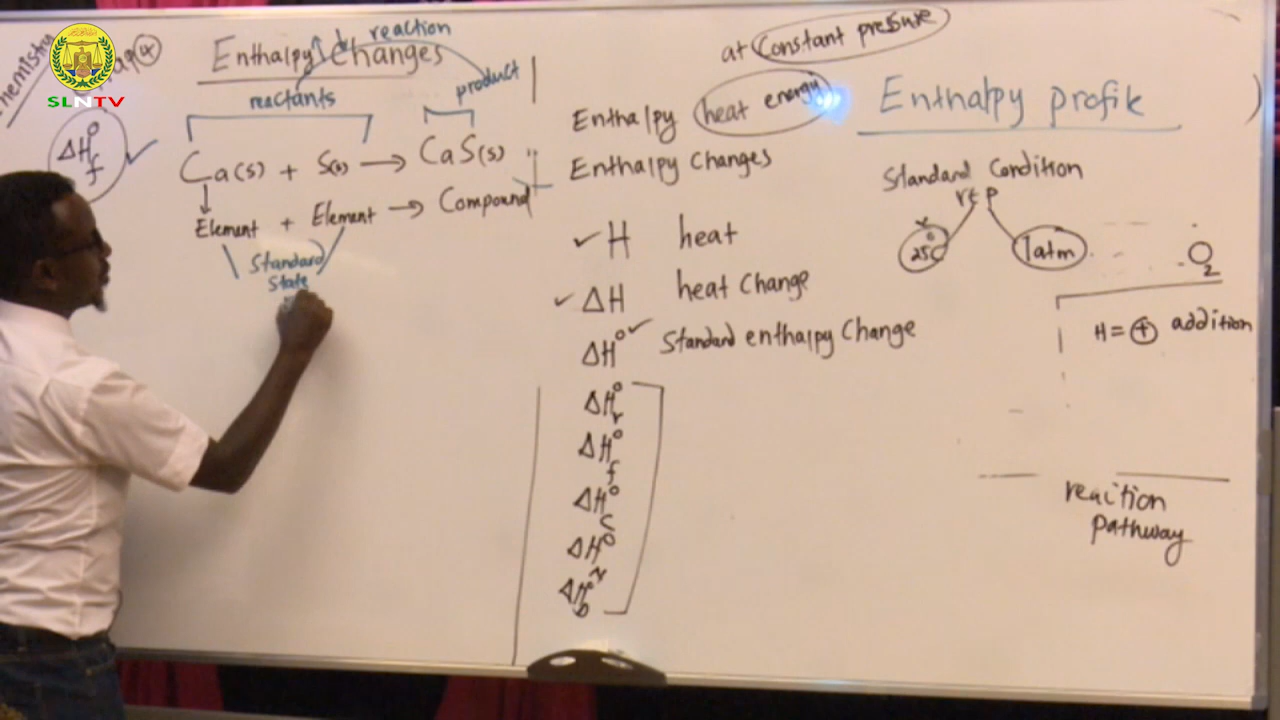 Chemistry
SLNTV
Enthalpy Changes
reaction
reactants
product
ΔH°f ✓
Ca(s) + S(s) → CaS(s)
Element + Element → Compound
Standard
State
at Constant pressure
Enthalpy heat energy
Enthalpy Changes
✓ H heat
✓ ΔH heat Change
ΔH° ✓ Standard enthalpy Change
ΔH°r
ΔH°f
ΔH°c
ΔH°
ΔH°b
Enthalpy profile
Standard Condition
r t p
25°C
1atm
O2
H = + addition
reaction
pathway